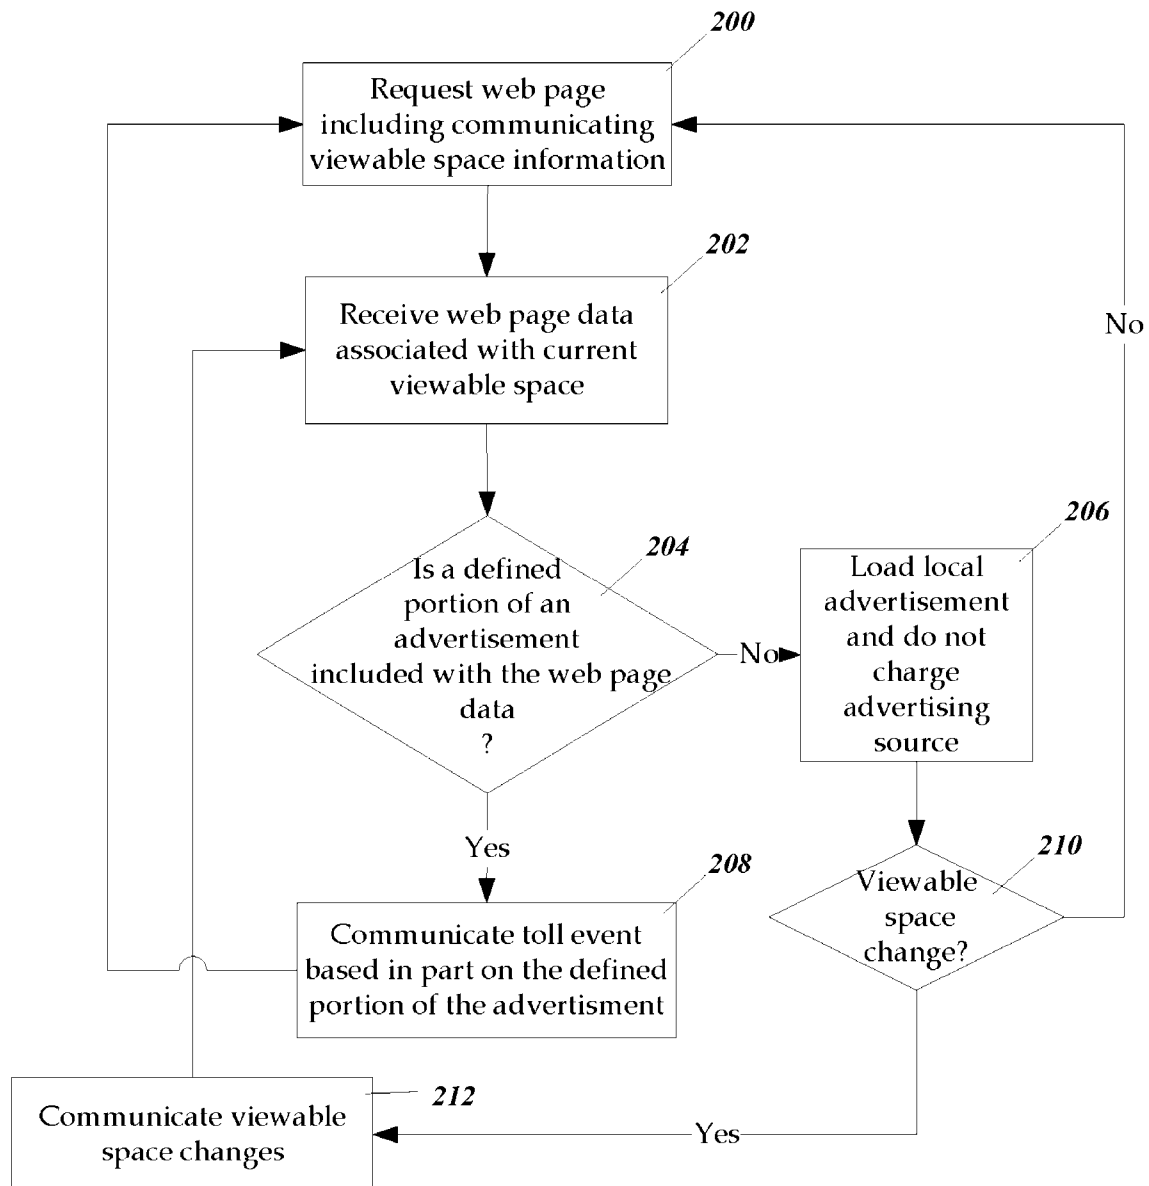 200
Request web page
including communicating
viewable space information
202
Receive web page data
associated with current
viewable space
No
204
Is a defined
portion of an
advertisement
included with the web page
data
?
No
206
Load local
advertisement
and do not
charge
advertising
source
Yes
208
Communicate toll event
based in part on the defined
portion of the advertisment
210
Viewable
space
change?
212
Communicate viewable
space changes
Yes